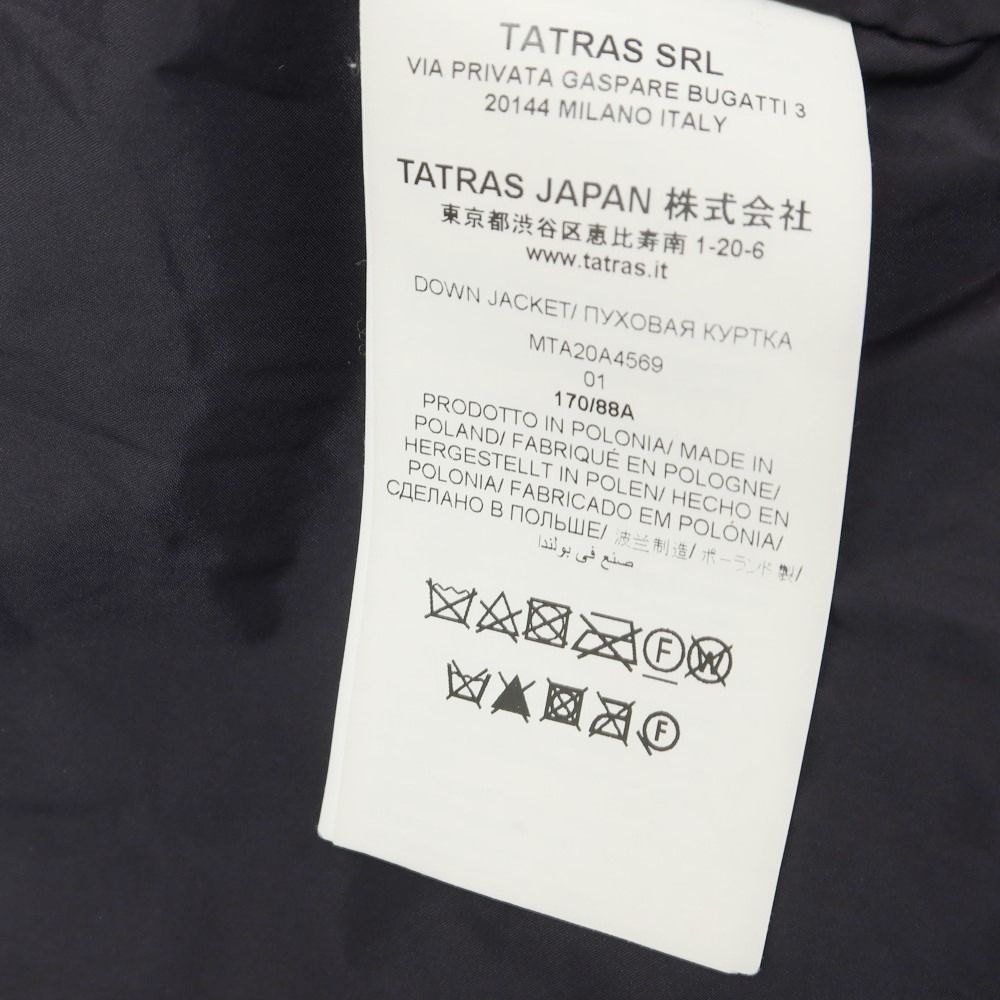 TATRAS SRL
VIA PRIVATA GASPARE BUGATTI 3
20144 MILANO ITALY
TATRAS JAPAN 株式会社
東京都渋谷区恵比寿南 1-20-6
www.tatras.it
DOWN JACKET/ ПУХОВАЯ КУРТКА
MTA20A4569
01
170/88A
PRODOTTO IN POLONIA/ MADE IN
POLAND/ FABRIQUÉ EN POLOGNE/
HERGESTELLT IN POLEN/ HECHO EN
POLONIA/ FABRICADO EM POLÓNIA/
СДЕЛАНО В ПОЛЬШЕ/ 波兰制造/ ポーランド製/
صنع في بولندا
F W
F